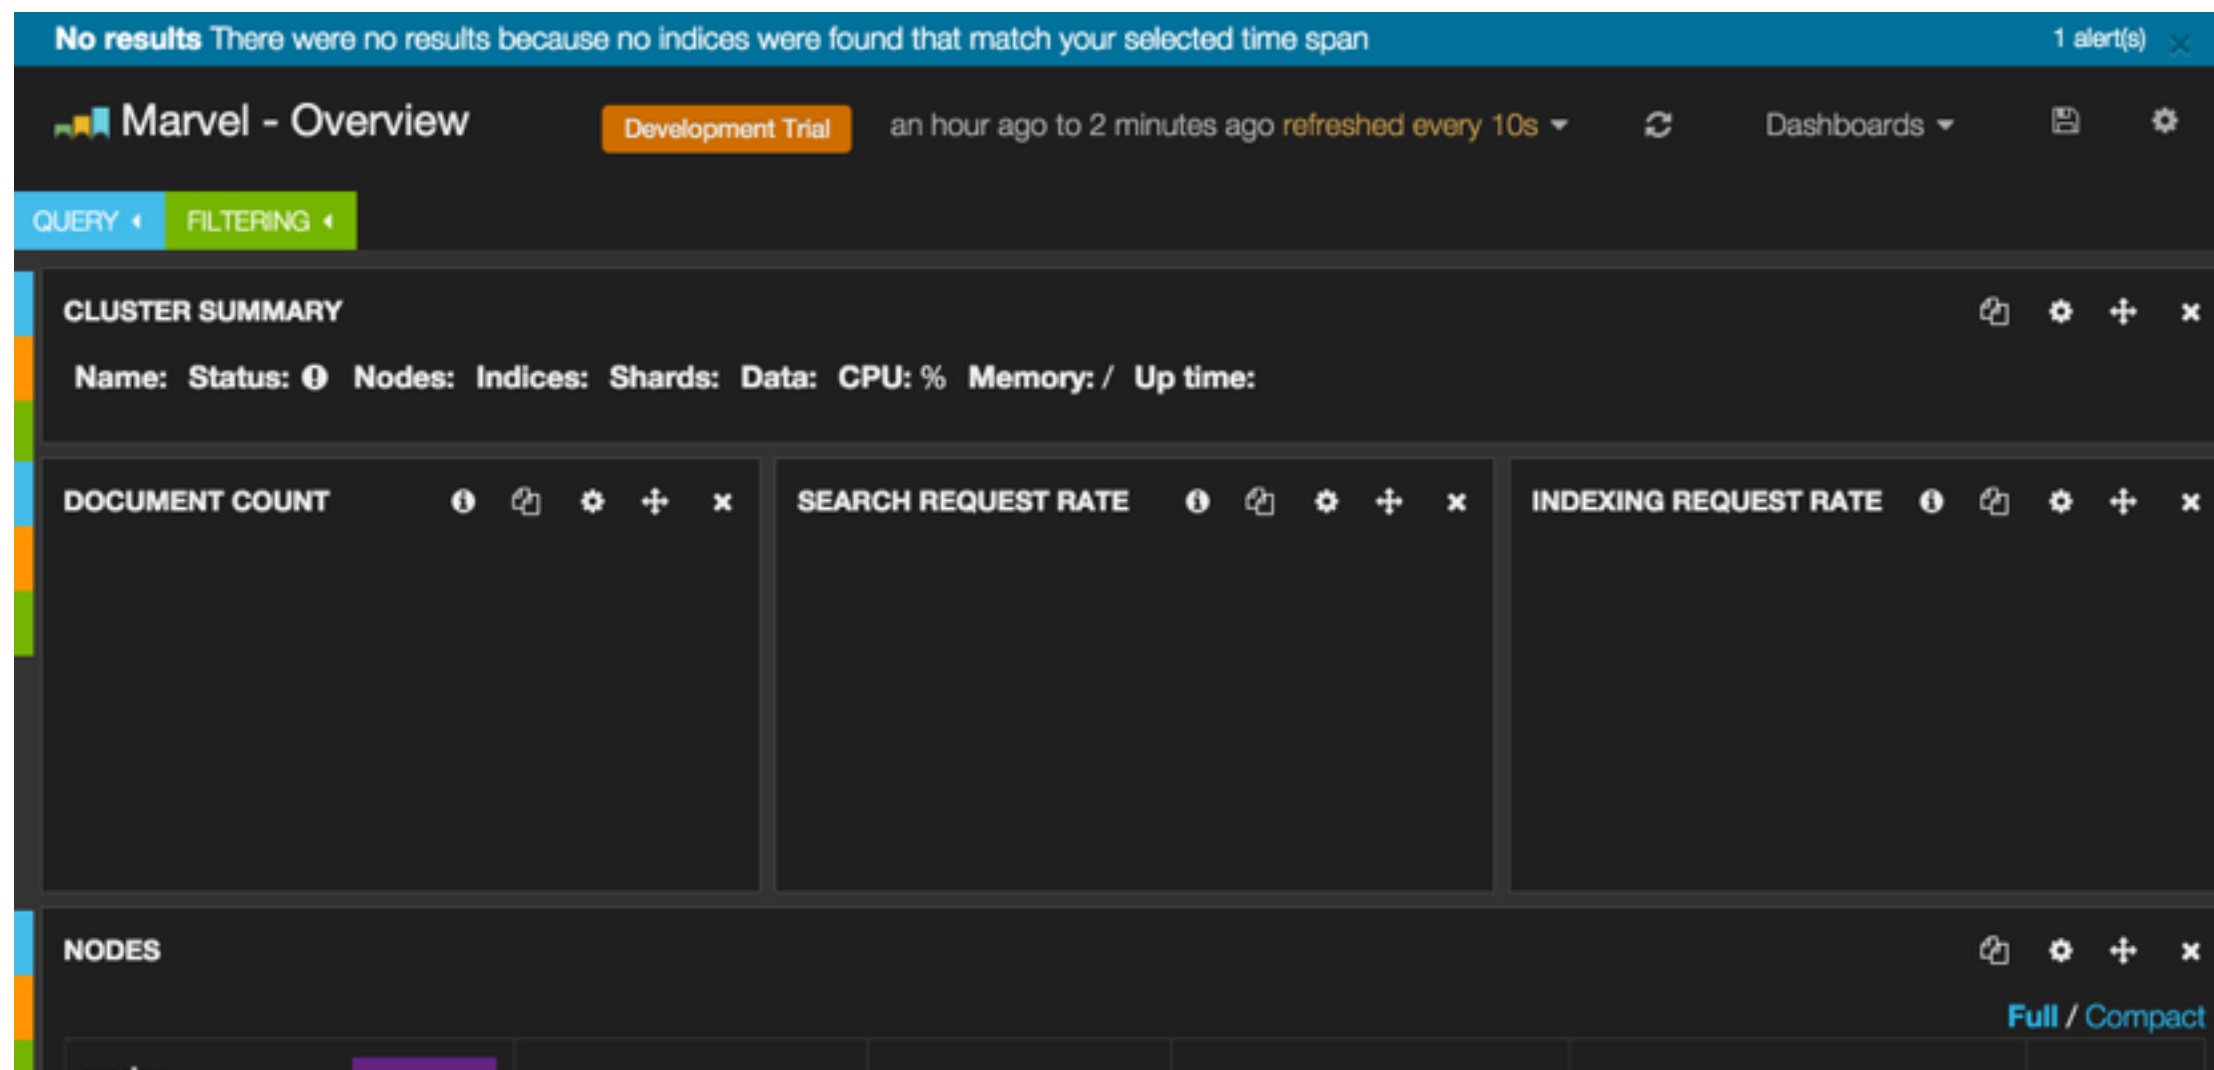 No results There were no results because no indices were found that match your selected time span 1 alert(s)
Marvel - Overview Development Trial an hour ago to 2 minutes ago refreshed every 10s Dashboards
QUERY FILTERING
CLUSTER SUMMARY
Name: Status: Nodes: Indices: Shards: Data: CPU: % Memory: / Up time:
DOCUMENT COUNT SEARCH REQUEST RATE INDEXING REQUEST RATE
NODES
Full / Compact